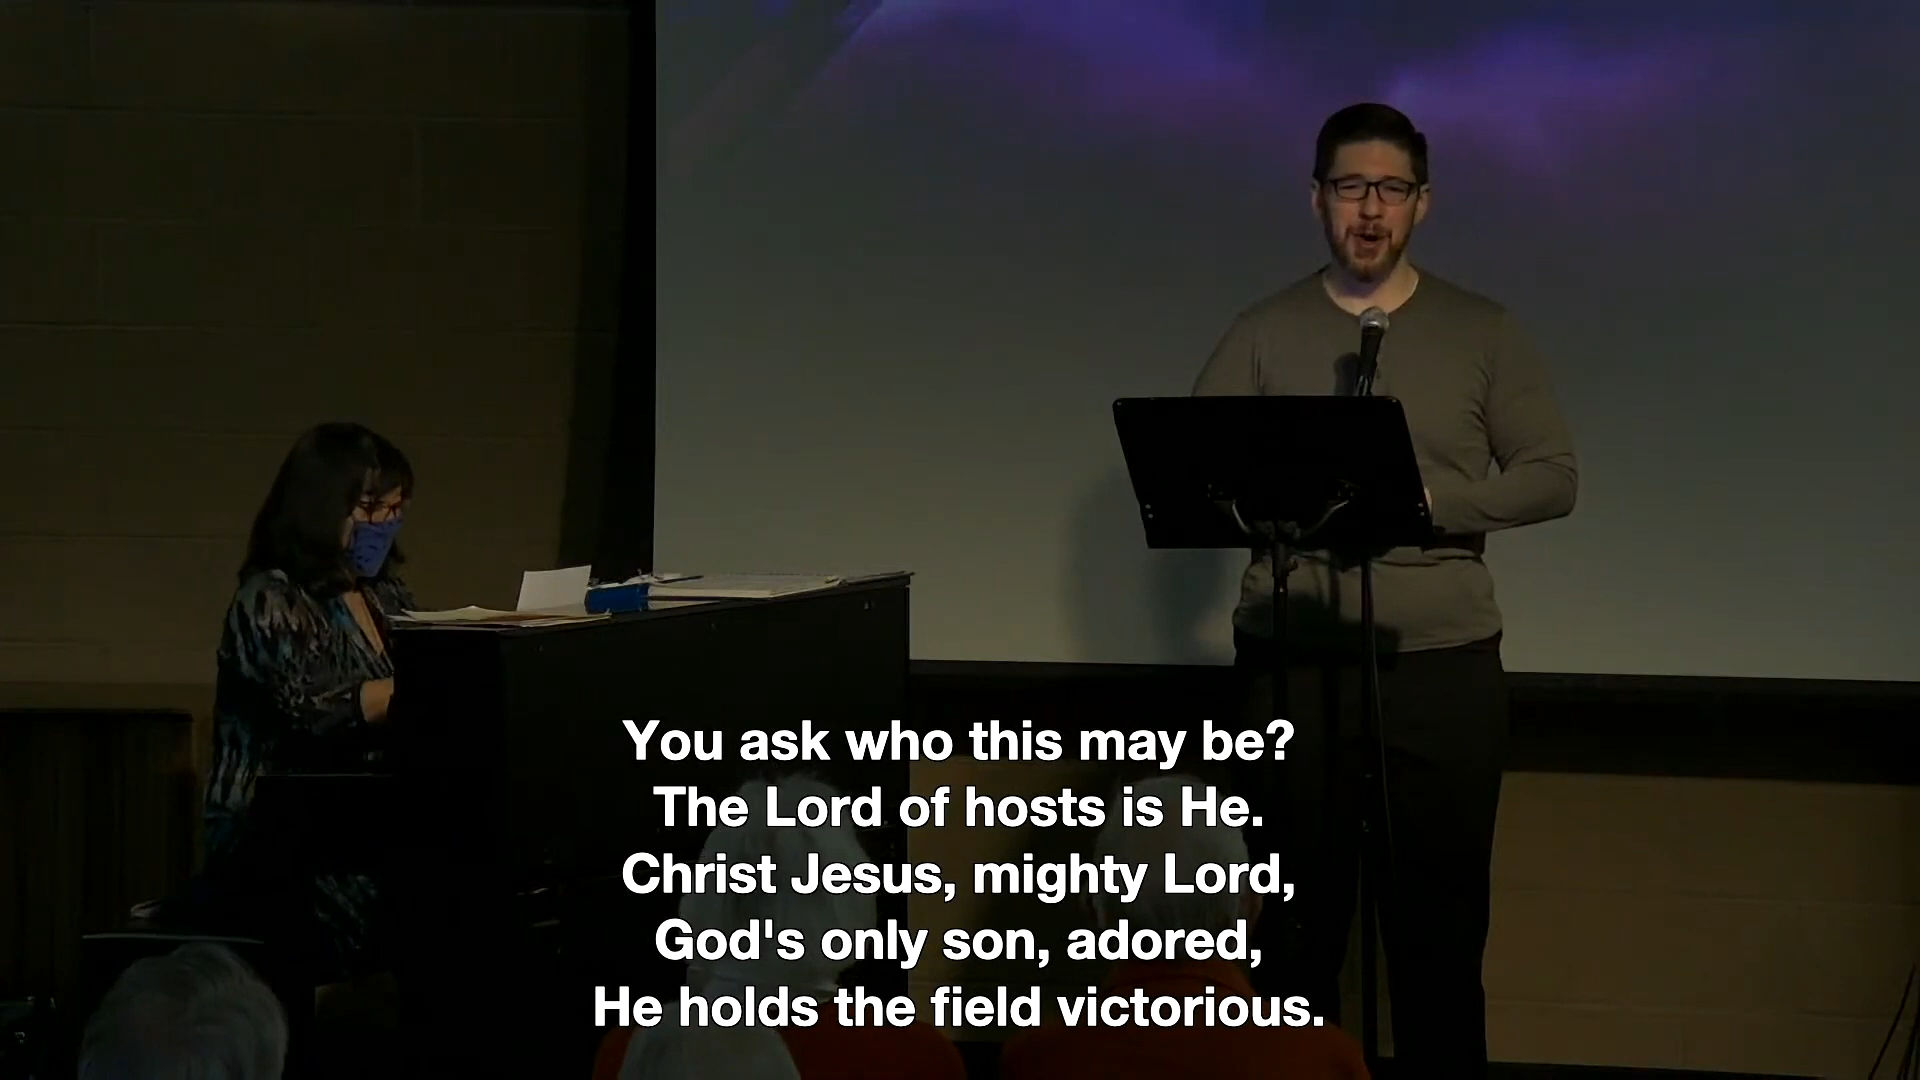 You ask who this may be?
The Lord of hosts is He.
Christ Jesus, mighty Lord,
God's only son, adored,
He holds the field victorious.